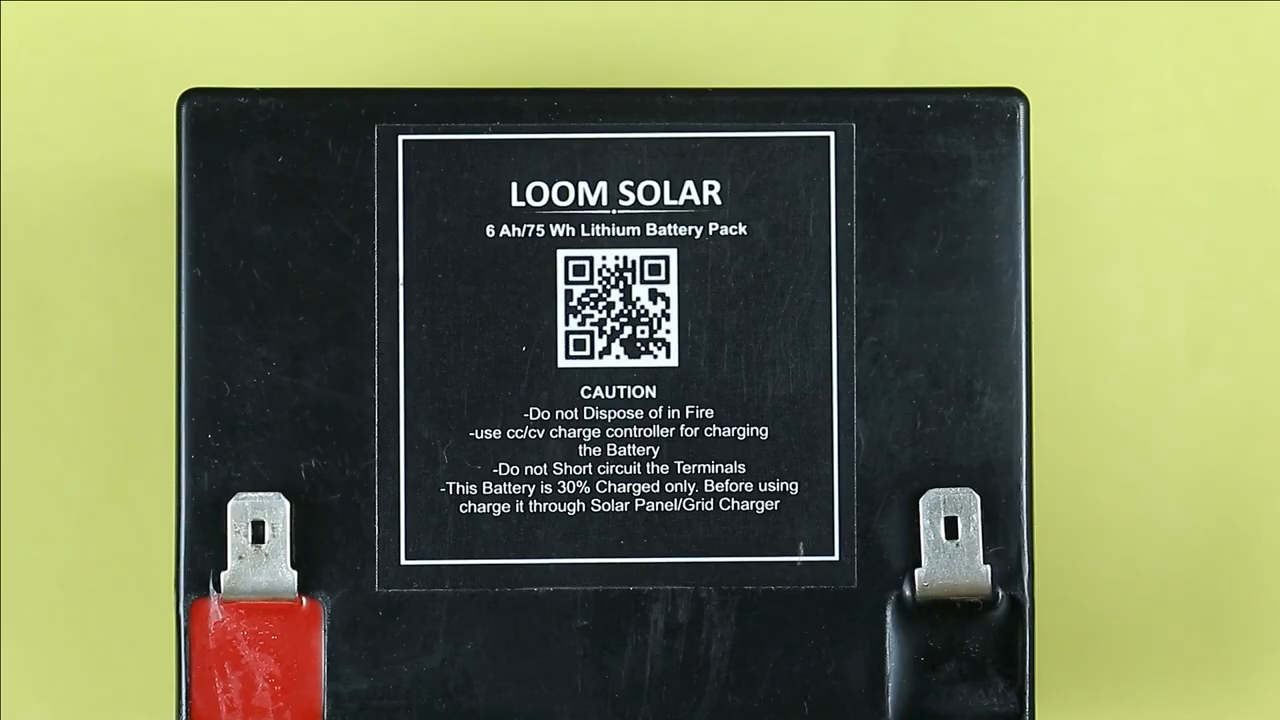 LOOM SOLAR
6 Ah/75 Wh Lithium Battery Pack
CAUTION
-Do not Dispose of in Fire
-use cc/cv charge controller for charging
the Battery
-Do not Short circuit the Terminals
-This Battery is 30% Charged only. Before using
charge it through Solar Panel/Grid Charger